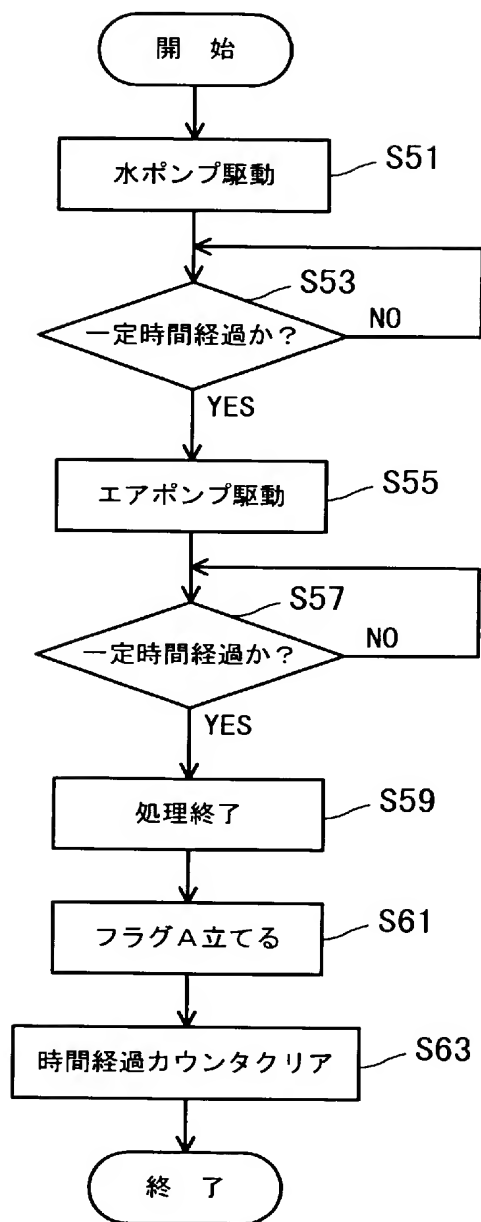 開 始
水ポンプ駆動
S51
一定時間経過か?
S53
NO
YES
エアポンプ駆動
S55
一定時間経過か?
S57
NO
YES
処理終了
S59
フラグA立てる
S61
時間経過カウンタクリア
S63
終 了